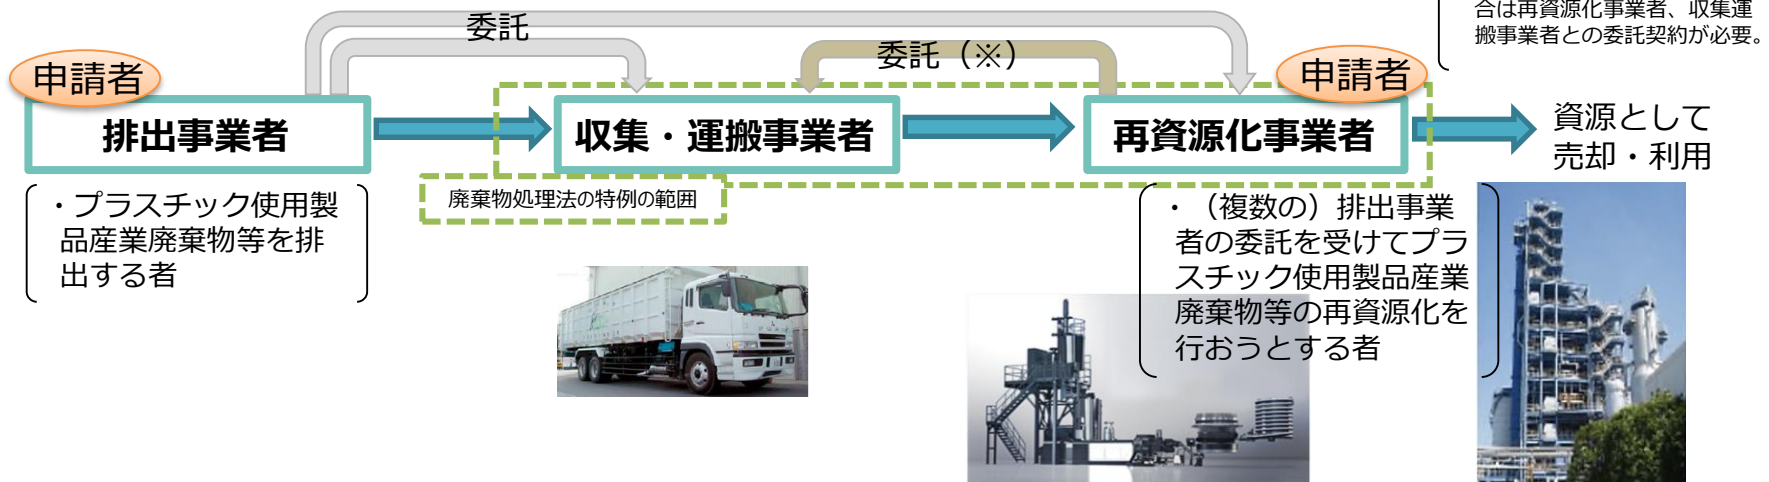 合は再資源化事業者、収集運
搬事業者との委託契約が必要。
委託
委託（※）
申請者
申請者
排出事業者
収集・運搬事業者
再資源化事業者
資源として
売却・利用
廃棄物処理法の特例の範囲
・プラスチック使用製
品産業廃棄物等を排
出する者
・（複数の）排出事業
者の委託を受けてプラ
スチック使用製品産業
廃棄物等の再資源化を
行おうとする者